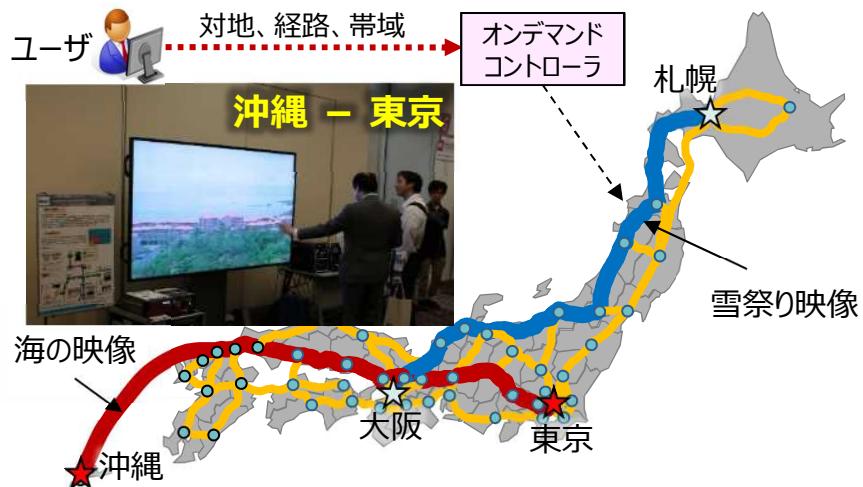 ユーザ
対地、経路、帯域
オンデマンド
コントローラ
沖縄 － 東京
札幌
雪祭り映像
海の映像
大阪
東京
沖縄